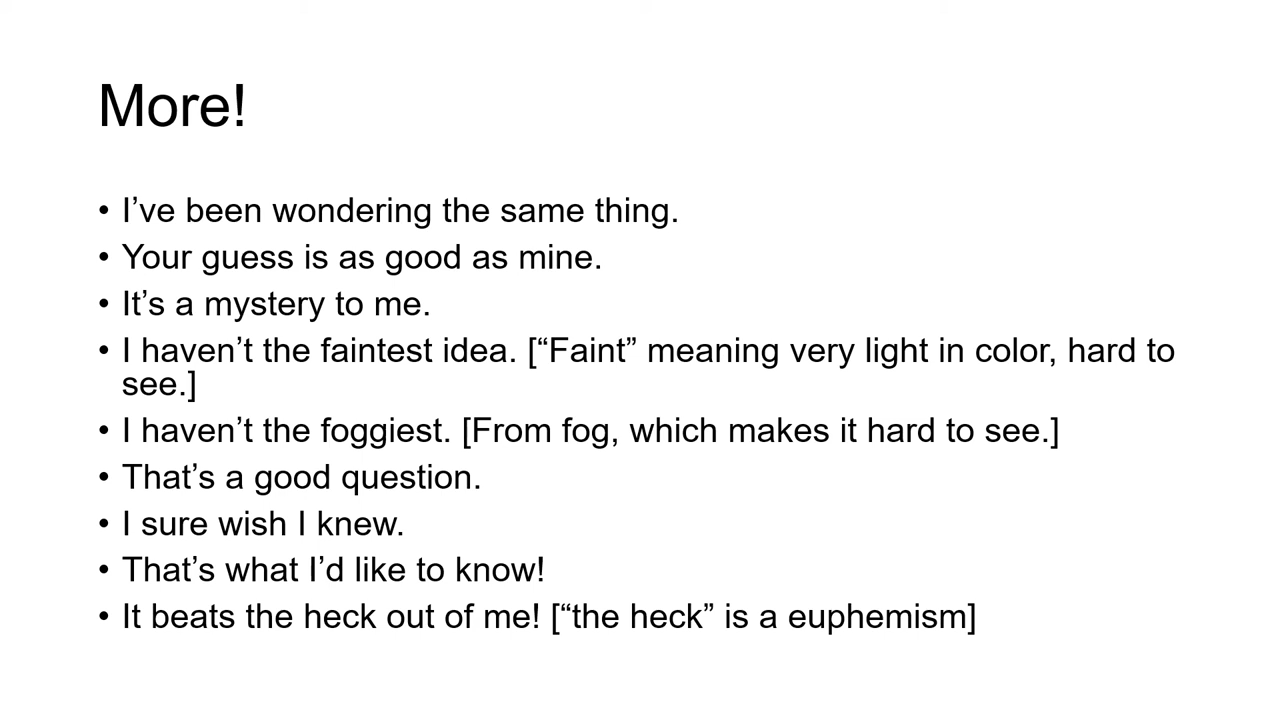 More!
• I’ve been wondering the same thing.
• Your guess is as good as mine.
• It’s a mystery to me.
• I haven’t the faintest idea. [“Faint” meaning very light in color, hard to
see.]
• I haven’t the foggiest. [From fog, which makes it hard to see.]
• That’s a good question.
• I sure wish I knew.
• That’s what I’d like to know!
• It beats the heck out of me! [“the heck” is a euphemism]